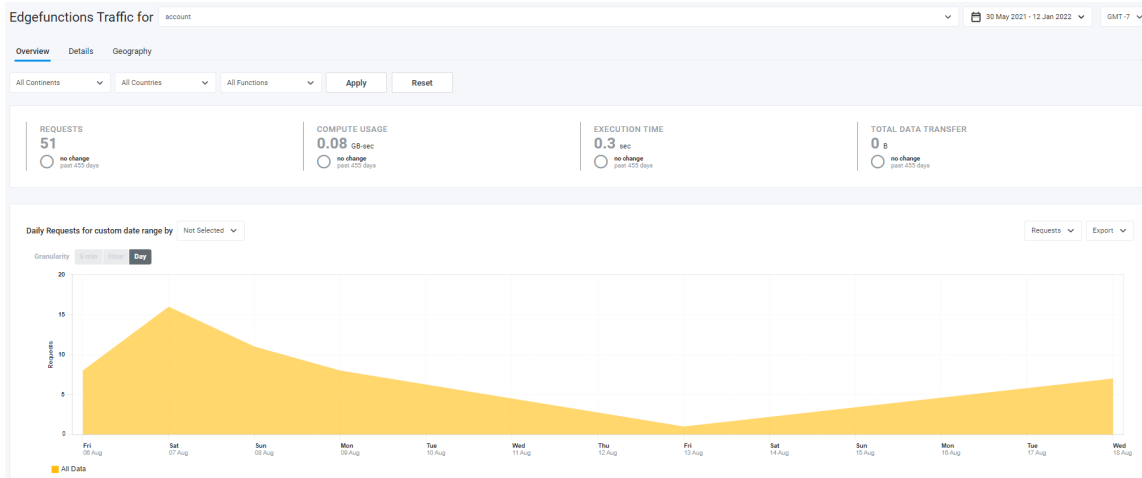 Edgefunctions Traffic for account 30 May 2021 - 12 Jan 2022 GMT -7
Overview Details Geography
All Continents All Countries All Functions Apply Reset
REQUESTS
51
no change
past 455 days
COMPUTE USAGE
0.08 GB-sec
no change
past 455 days
EXECUTION TIME
0.3 sec
no change
past 455 days
TOTAL DATA TRANSFER
0 B
no change
past 455 days
Daily Requests for custom date range by Not Selected Requests Export
Granularity 5 min Hour Day
20
15
10
5
0
Requests
Fri Sat Sun Mon Tue Wed Thu Fri Sat Sun Mon Tue Wed
06 Aug 07 Aug 08 Aug 09 Aug 10 Aug 11 Aug 12 Aug 13 Aug 14 Aug 15 Aug 16 Aug 17 Aug 18 Aug
All Data